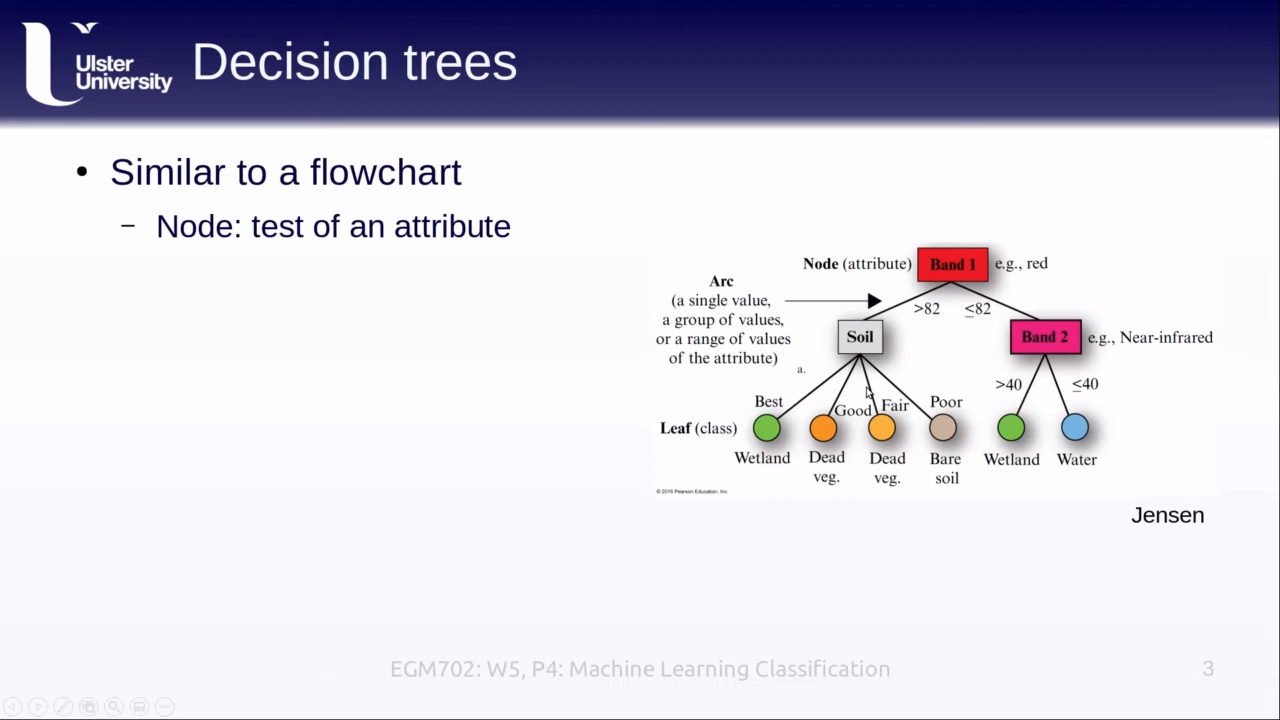 Ulster
University
Decision trees
• Similar to a flowchart
– Node: test of an attribute
Node (attribute)
Band 1
e.g., red
Arc
(a single value,
a group of values,
or a range of values
of the attribute)
>82
≤82
Soil
Band 2
e.g., Near-infrared
a.
>40
≤40
Best
Good
Fair
Poor
Leaf (class)
Wetland
Dead
veg.
Dead
veg.
Bare
soil
Wetland
Water
© 2016 Pearson Education, Inc.
Jensen
EGM702: W5, P4: Machine Learning Classification
3